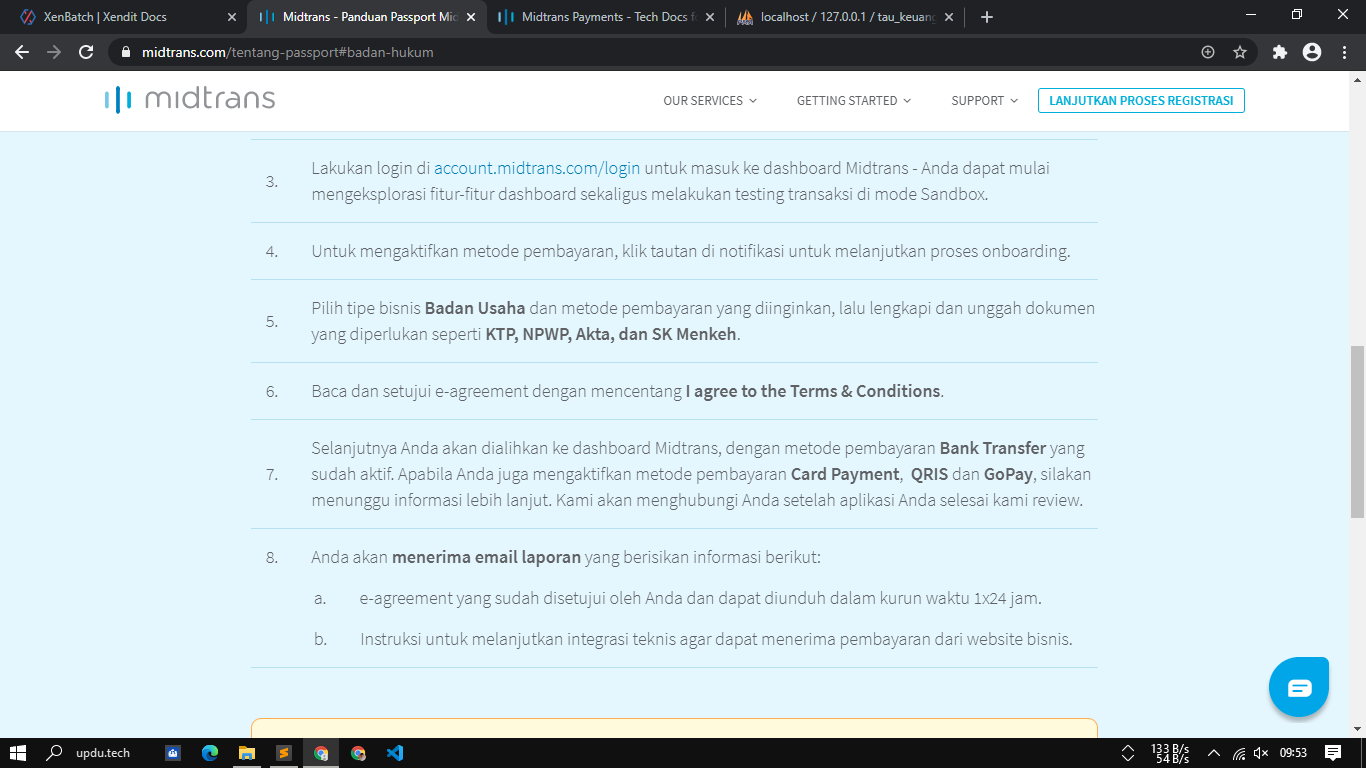 XenBatch | Xendit Docs
Midtrans - Panduan Passport Mid
Midtrans Payments - Tech Docs f
localhost / 127.0.0.1 / tau_keuang
midtrans.com/tentang-passport#badan-hukum
midtrans
OUR SERVICES
GETTING STARTED
SUPPORT
LANJUTKAN PROSES REGISTRASI
3. Lakukan login di account.midtrans.com/login untuk masuk ke dashboard Midtrans - Anda dapat mulai
mengeksplorasi fitur-fitur dashboard sekaligus melakukan testing transaksi di mode Sandbox.
4. Untuk mengaktifkan metode pembayaran, klik tautan di notifikasi untuk melanjutkan proses onboarding.
5. Pilih tipe bisnis Badan Usaha dan metode pembayaran yang diinginkan, lalu lengkapi dan unggah dokumen
yang diperlukan seperti KTP, NPWP, Akta, dan SK Menkeh.
6. Baca dan setujui e-agreement dengan mencentang I agree to the Terms & Conditions.
7. Selanjutnya Anda akan dialihkan ke dashboard Midtrans, dengan metode pembayaran Bank Transfer yang
sudah aktif. Apabila Anda juga mengaktifkan metode pembayaran Card Payment, QRIS dan GoPay, silakan
menunggu informasi lebih lanjut. Kami akan menghubungi Anda setelah aplikasi Anda selesai kami review.
8. Anda akan menerima email laporan yang berisikan informasi berikut:
a. e-agreement yang sudah disetujui oleh Anda dan dapat diunduh dalam kurun waktu 1x24 jam.
b. Instruksi untuk melanjutkan integrasi teknis agar dapat menerima pembayaran dari website bisnis.
updu.tech
133 B/s
54 B/s
09:53